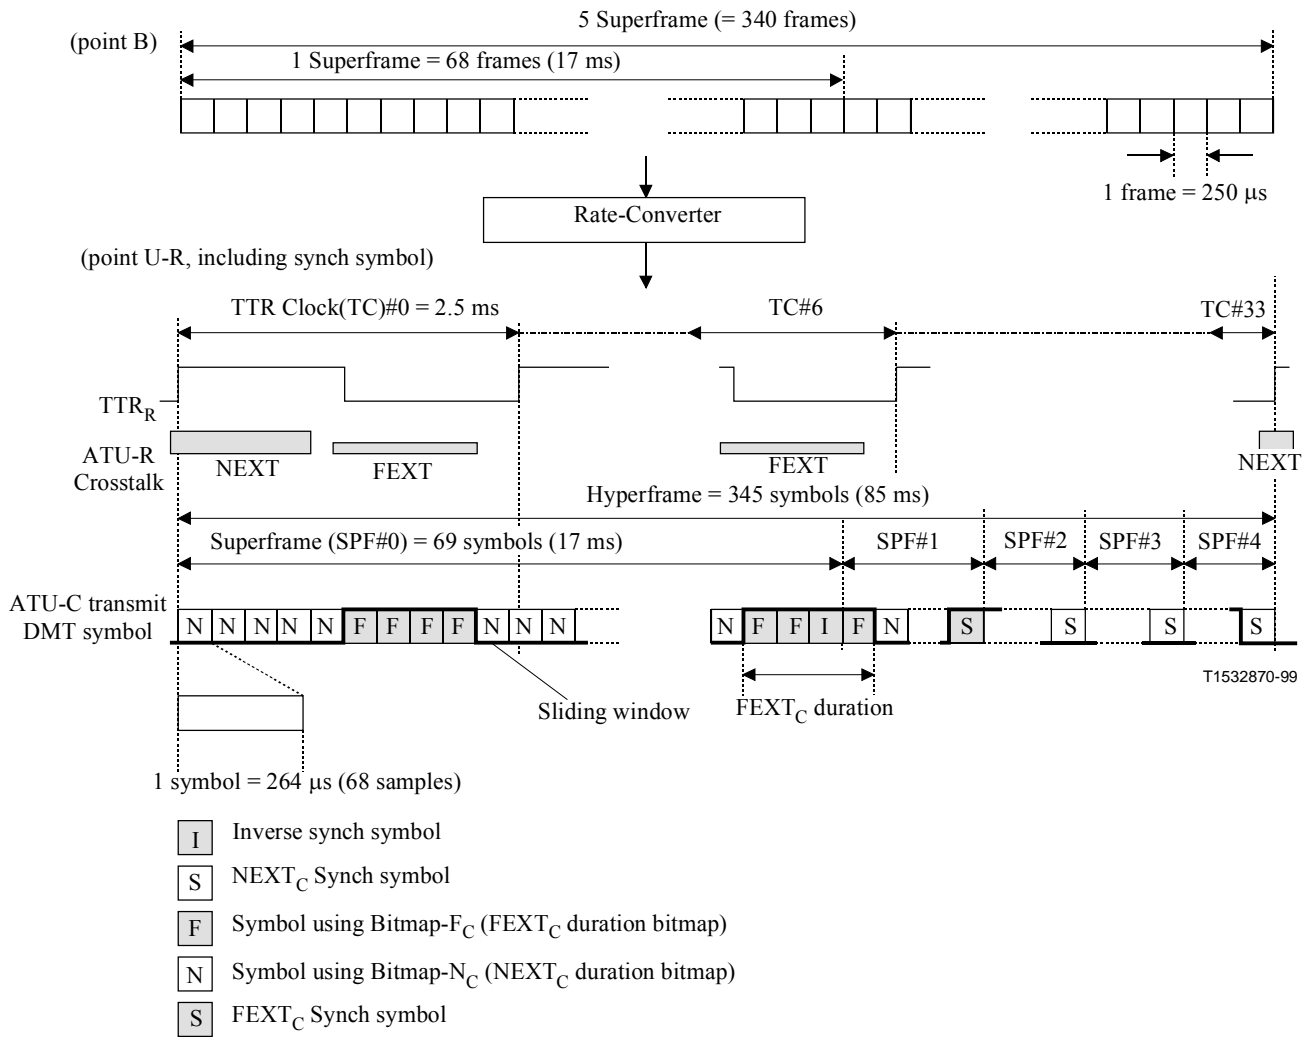 5 Superframe (= 340 frames)
(point B)
1 Superframe = 68 frames (17 ms)
1 frame = 250 μs
Rate-Converter
(point U-R, including synch symbol)
TTR Clock(TC)#0 = 2.5 ms
TC#6
TC#33
TTR_R
ATU-R
Crosstalk
NEXT
FEXT
FEXT
NEXT
Hyperframe = 345 symbols (85 ms)
Superframe (SPF#0) = 69 symbols (17 ms)
SPF#1
SPF#2
SPF#3
SPF#4
ATU-C transmit
DMT symbol
N N N N N F F F F N N N
N F F I F N S S S S
T1532870-99
Sliding window
FEXT_C duration
1 symbol = 264 μs (68 samples)
I Inverse synch symbol
S NEXT_C Synch symbol
F Symbol using Bitmap-F_C (FEXT_C duration bitmap)
N Symbol using Bitmap-N_C (NEXT_C duration bitmap)
S FEXT_C Synch symbol